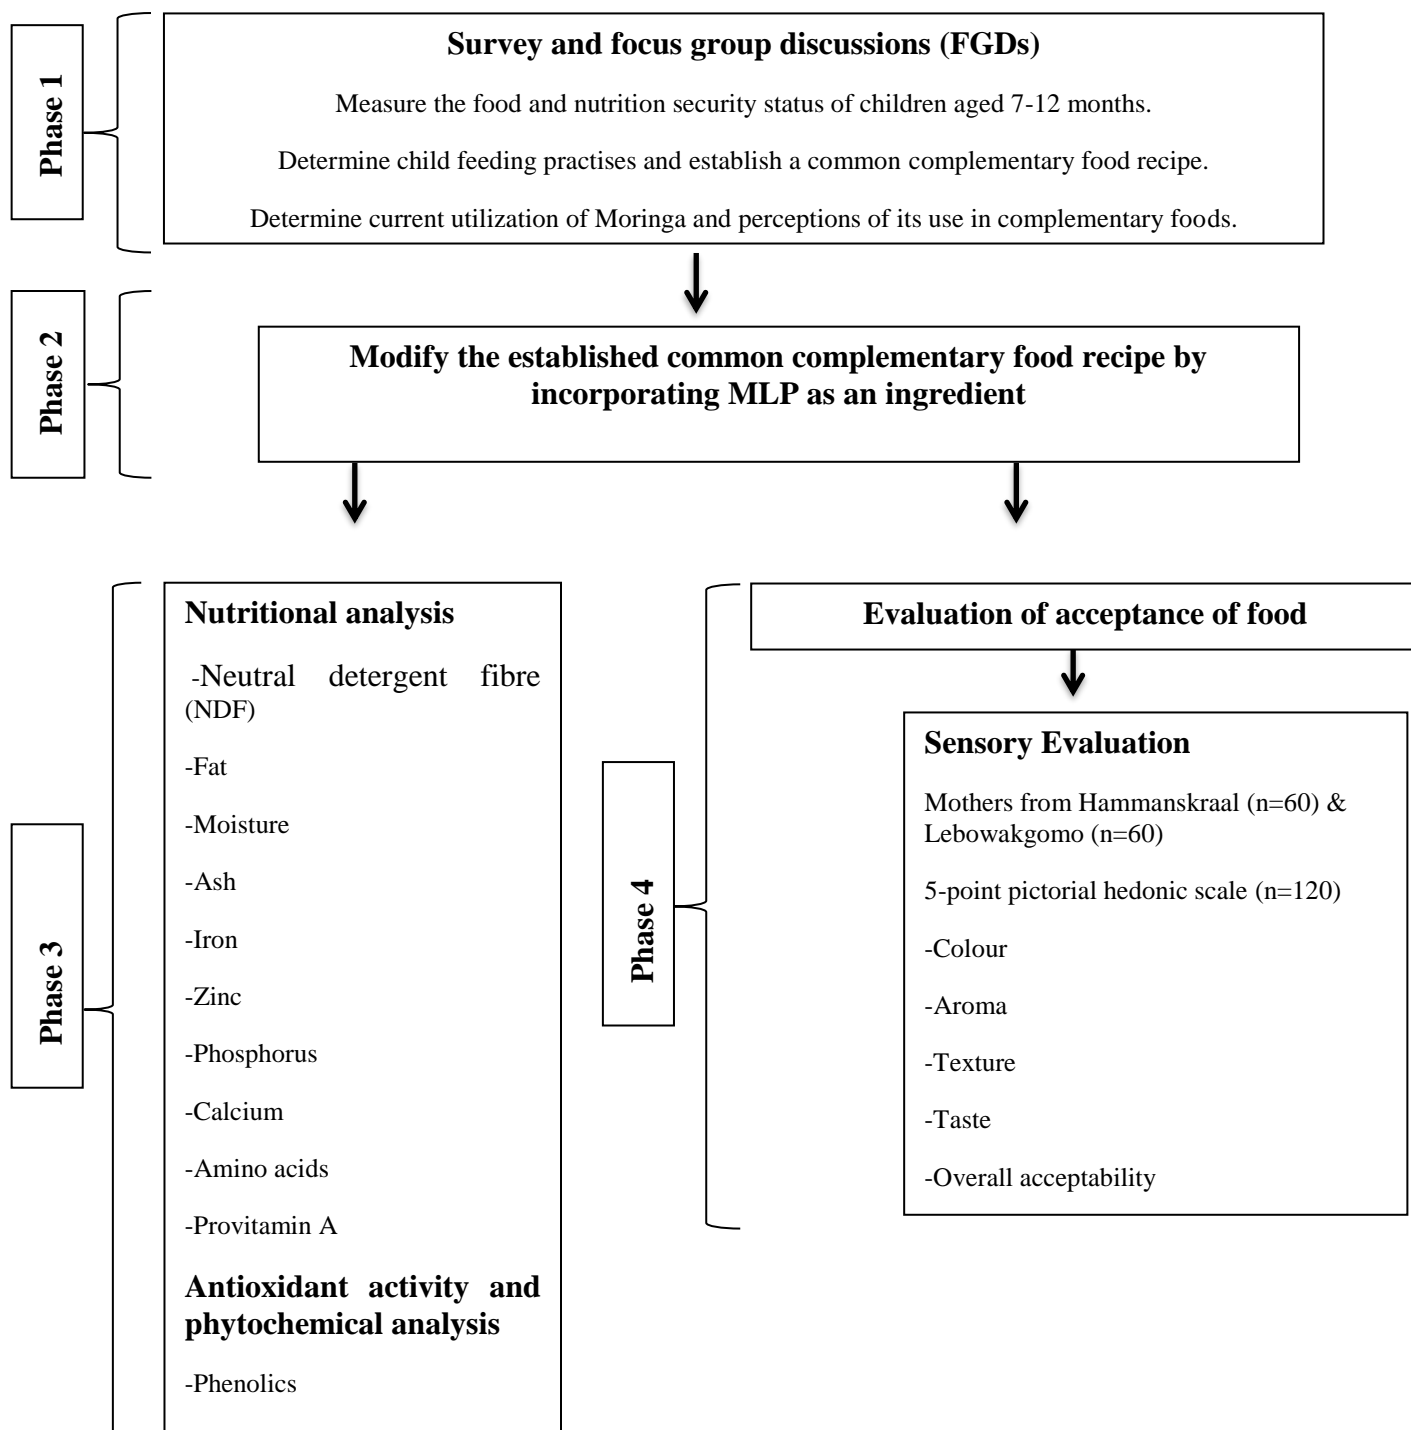 Phase 1
Survey and focus group discussions (FGDs)
Measure the food and nutrition security status of children aged 7-12 months.
Determine child feeding practises and establish a common complementary food recipe.
Determine current utilization of Moringa and perceptions of its use in complementary foods.
Phase 2
Modify the established common complementary food recipe by
incorporating MLP as an ingredient
Phase 3
Nutritional analysis
-Neutral detergent fibre
(NDF)
-Fat
-Moisture
-Ash
-Iron
-Zinc
-Phosphorus
-Calcium
-Amino acids
-Provitamin A
Antioxidant activity and
phytochemical analysis
-Phenolics
Phase 4
Evaluation of acceptance of food
Sensory Evaluation
Mothers from Hammanskraal (n=60) &
Lebowakgomo (n=60)
5-point pictorial hedonic scale (n=120)
-Colour
-Aroma
-Texture
-Taste
-Overall acceptability